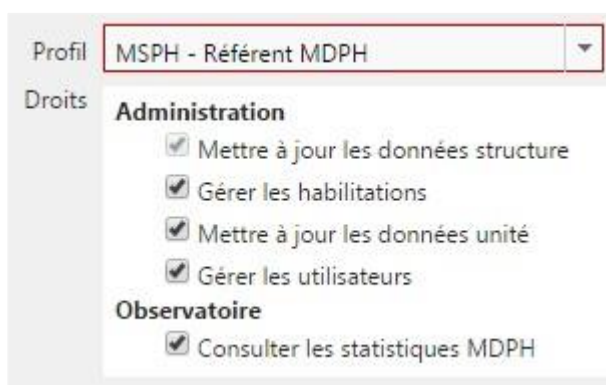 Profil MSPH - Référent MDPH
Droits
Administration
Mettre à jour les données structure
Gérer les habilitations
Mettre à jour les données unité
Gérer les utilisateurs
Observatoire
Consulter les statistiques MDPH